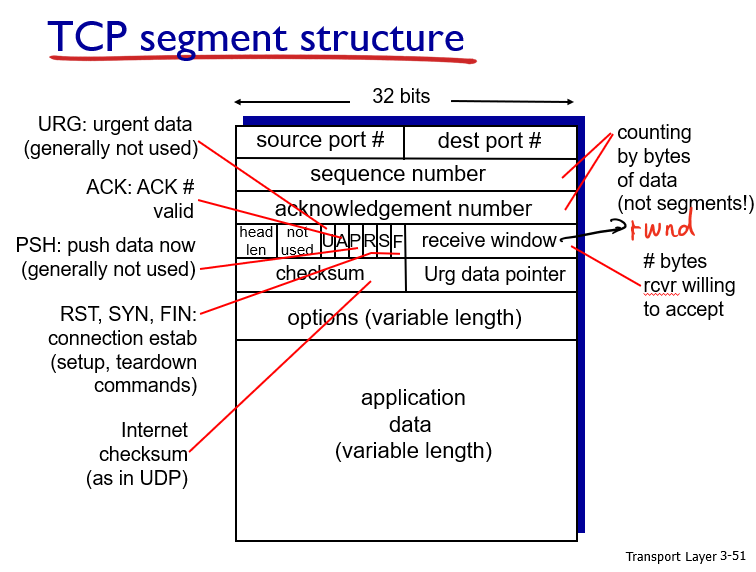 TCP segment structure
32 bits
URG: urgent data
(generally not used)
ACK: ACK #
valid
PSH: push data now
(generally not used)
RST, SYN, FIN:
connection estab
(setup, teardown
commands)
Internet
checksum
(as in UDP)
source port #
dest port #
sequence number
acknowledgement number
head
len
not
used
U
A
P
R
S
F
receive window
checksum
Urg data pointer
options (variable length)
application
data
(variable length)
counting
by bytes
of data
(not segments!)
rwnd
# bytes
rcvr willing
to accept
Transport Layer 3-51